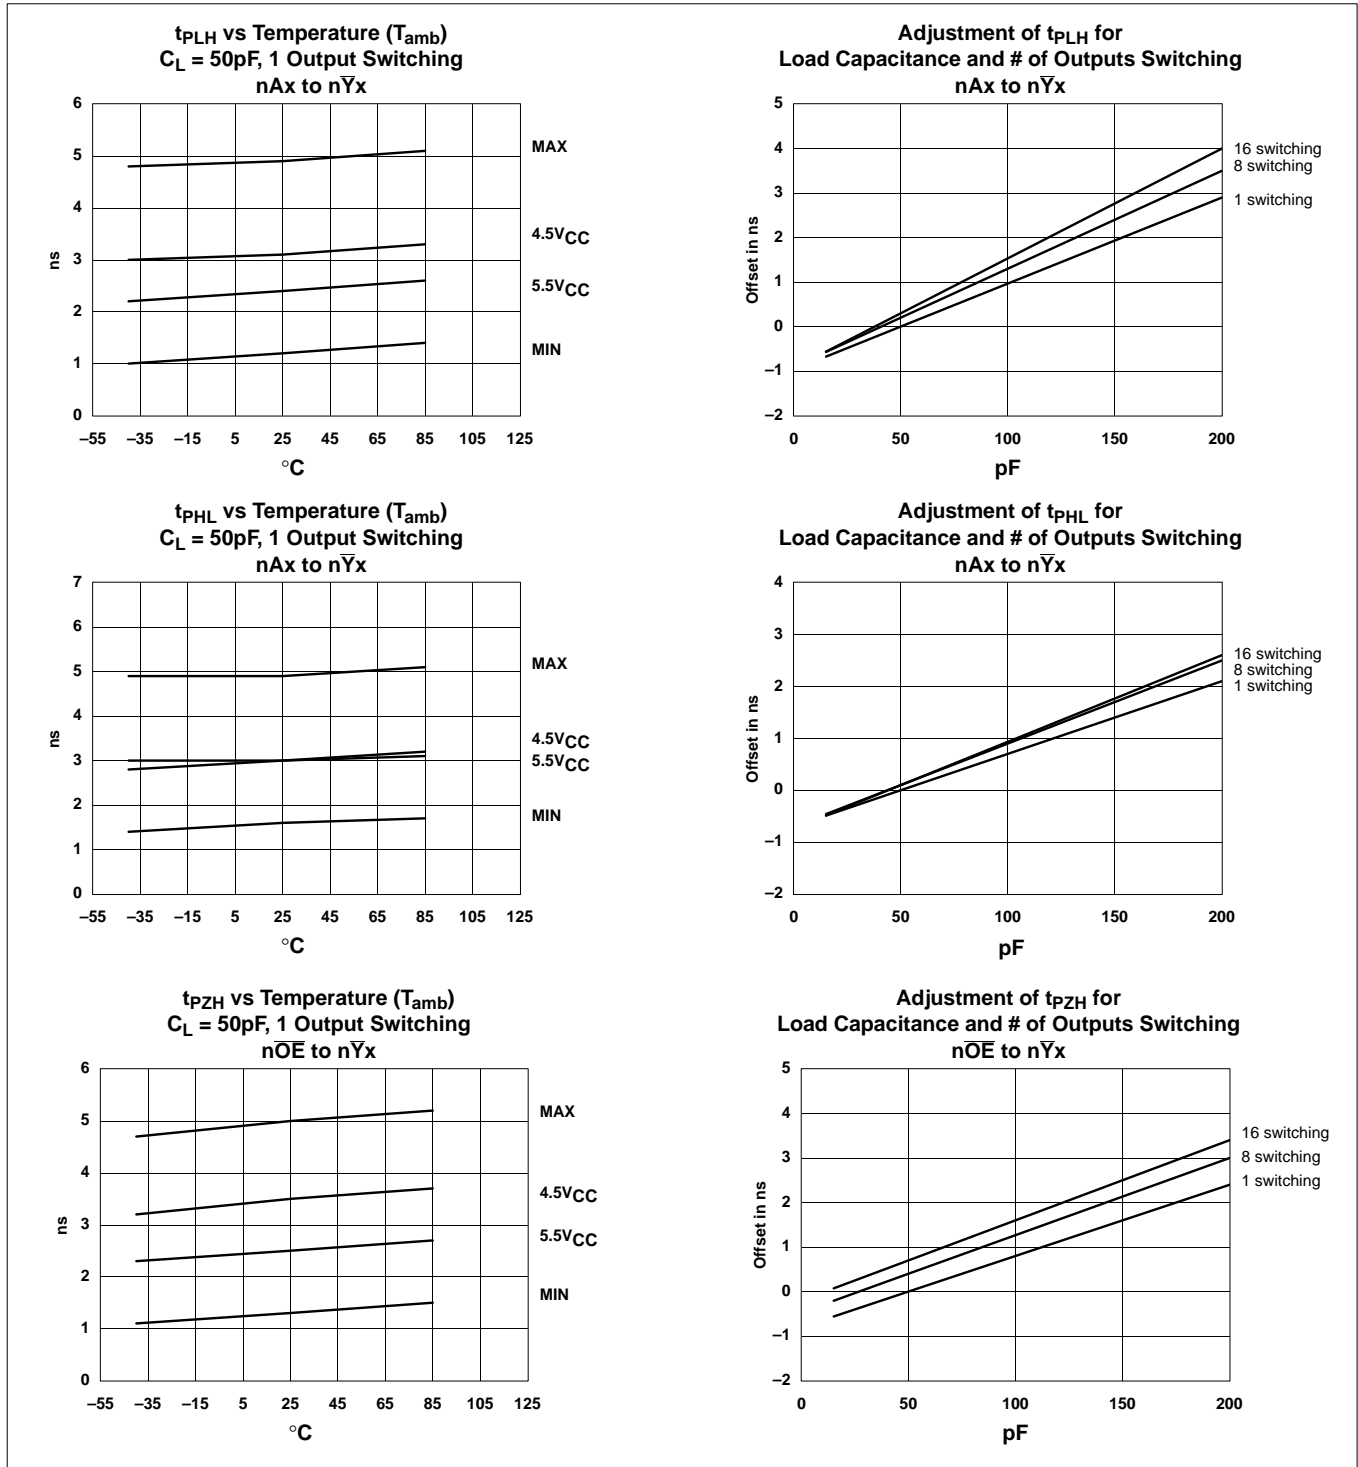 tPLH vs Temperature (Tamb)
CL = 50pF, 1 Output Switching
nAx to nY̅x
6
5
4
3
2
1
0
ns
MAX
4.5VCC
5.5VCC
MIN
–55 –35 –15 5 25 45 65 85 105 125
°C
Adjustment of tPLH for
Load Capacitance and # of Outputs Switching
nAx to nY̅x
5
4
3
2
1
0
–1
–2
Offset in ns
16 switching
8 switching
1 switching
0 50 100 150 200
pF
tPHL vs Temperature (Tamb)
CL = 50pF, 1 Output Switching
nAx to nY̅x
7
6
5
4
3
2
1
0
ns
MAX
4.5VCC
5.5VCC
MIN
–55 –35 –15 5 25 45 65 85 105 125
°C
Adjustment of tPHL for
Load Capacitance and # of Outputs Switching
nAx to nY̅x
4
3
2
1
0
–1
–2
Offset in ns
16 switching
8 switching
1 switching
0 50 100 150 200
pF
tPZH vs Temperature (Tamb)
CL = 50pF, 1 Output Switching
nO̅E̅ to nY̅x
6
5
4
3
2
1
0
ns
MAX
4.5VCC
5.5VCC
MIN
–55 –35 –15 5 25 45 65 85 105 125
°C
Adjustment of tPZH for
Load Capacitance and # of Outputs Switching
nO̅E̅ to nY̅x
5
4
3
2
1
0
–1
–2
Offset in ns
16 switching
8 switching
1 switching
0 50 100 150 200
pF